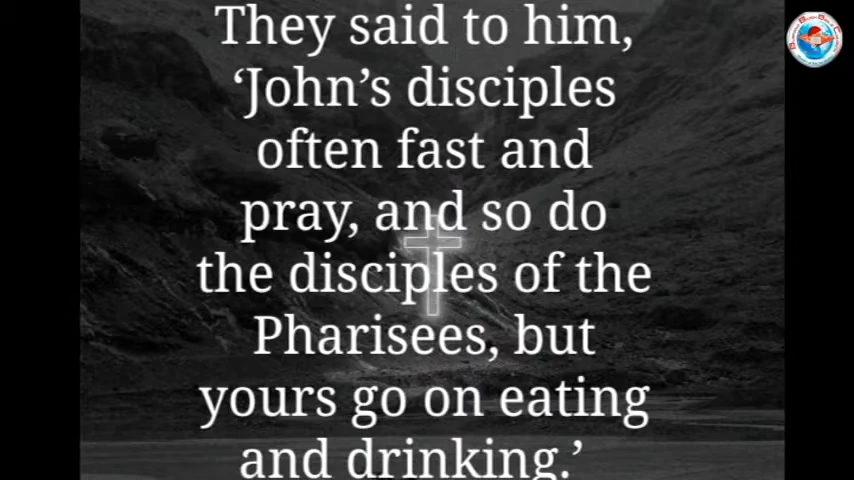 They said to him,
‘John’s disciples
often fast and
pray, and so do
the disciples of the
Pharisees, but
yours go on eating
and drinking.’